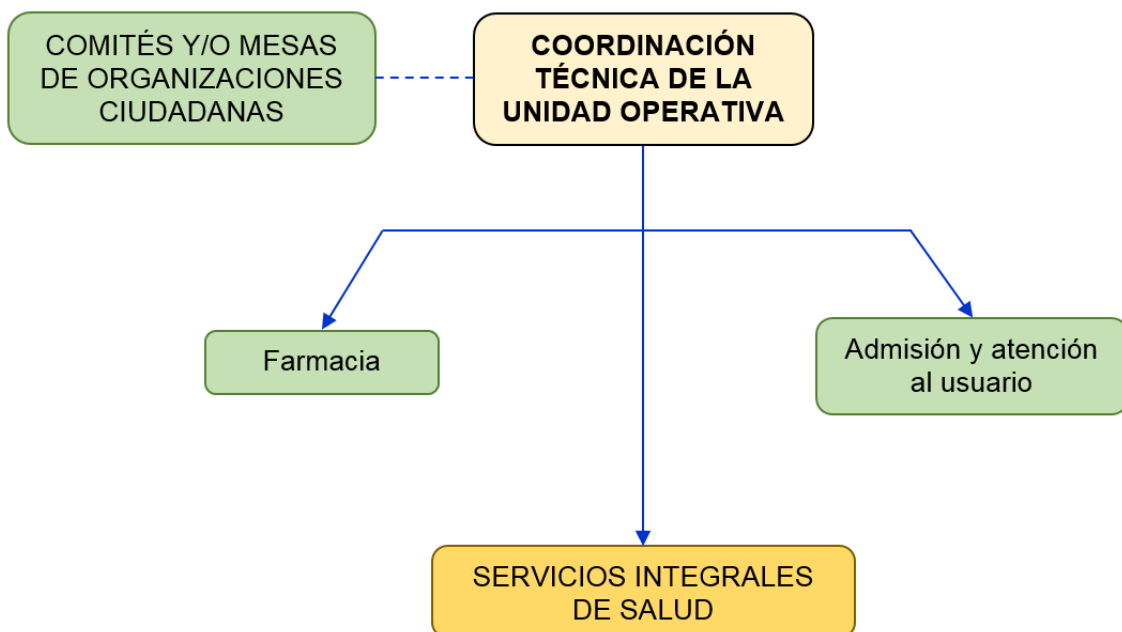 COMITÉS Y/O MESAS
DE ORGANIZACIONES
CIUDADANAS
COORDINACIÓN
TÉCNICA DE LA
UNIDAD OPERATIVA
Farmacia
Admisión y atención
al usuario
SERVICIOS INTEGRALES
DE SALUD